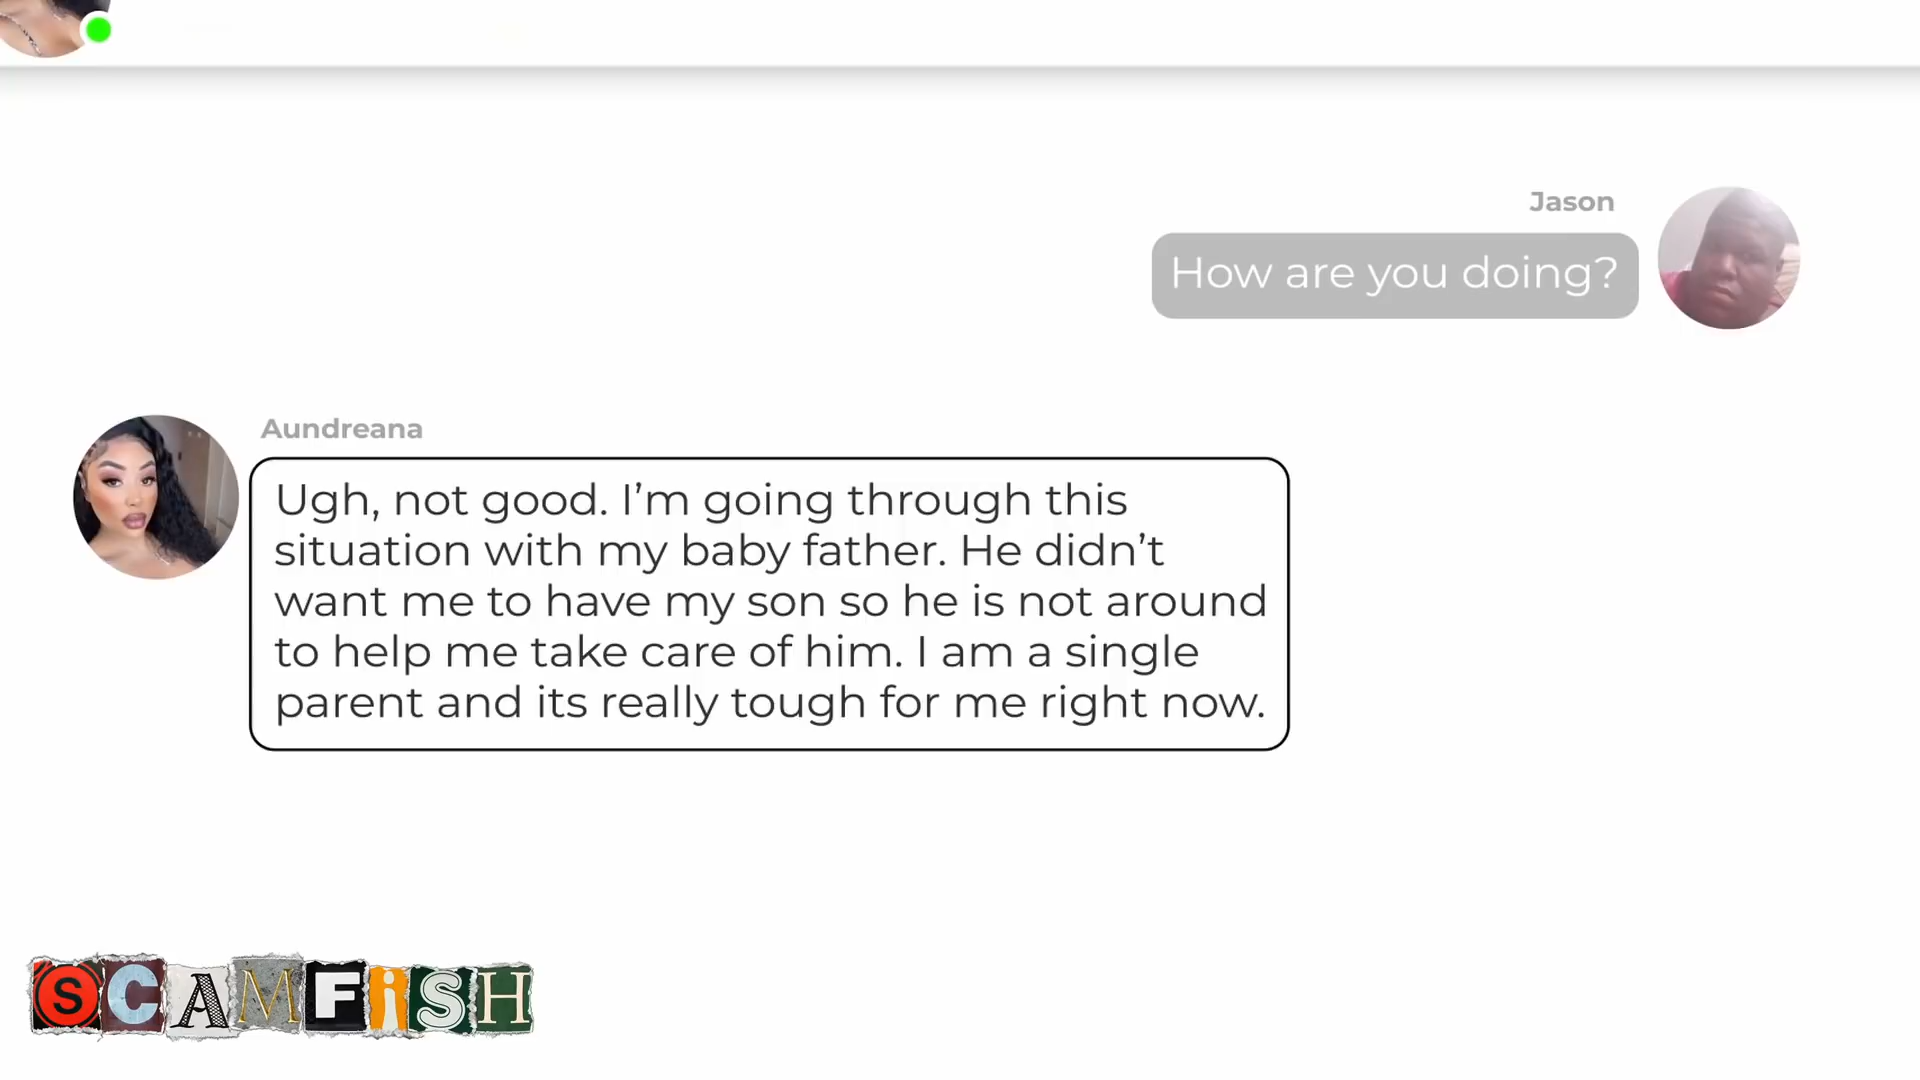 Jason
How are you doing?
Aundreana
Ugh, not good. I’m going through this
situation with my baby father. He didn’t
want me to have my son so he is not around
to help me take care of him. I am a single
parent and its really tough for me right now.
SCAMFiSH